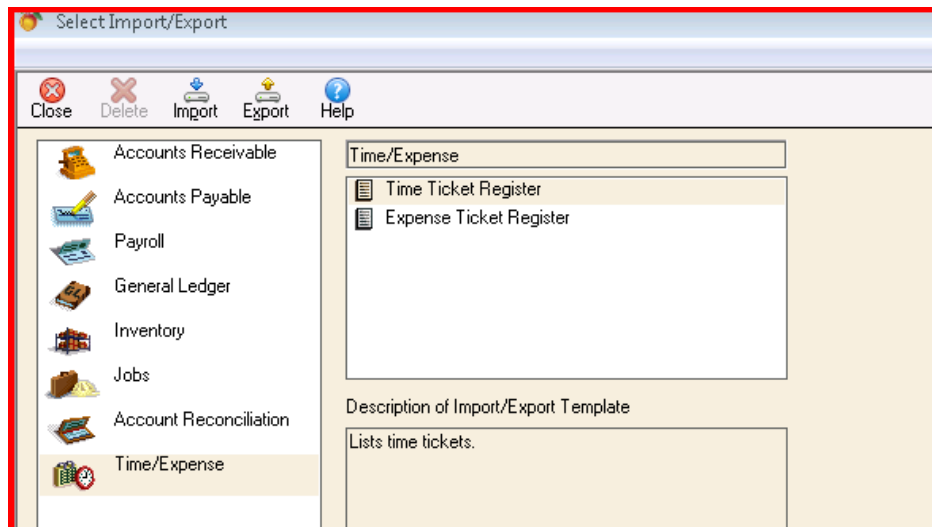 Select Import/Export
Close Delete Import Export Help
Accounts Receivable
Accounts Payable
Payroll
General Ledger
Inventory
Jobs
Account Reconciliation
Time/Expense
Time/Expense
Time Ticket Register
Expense Ticket Register
Description of Import/Export Template
Lists time tickets.